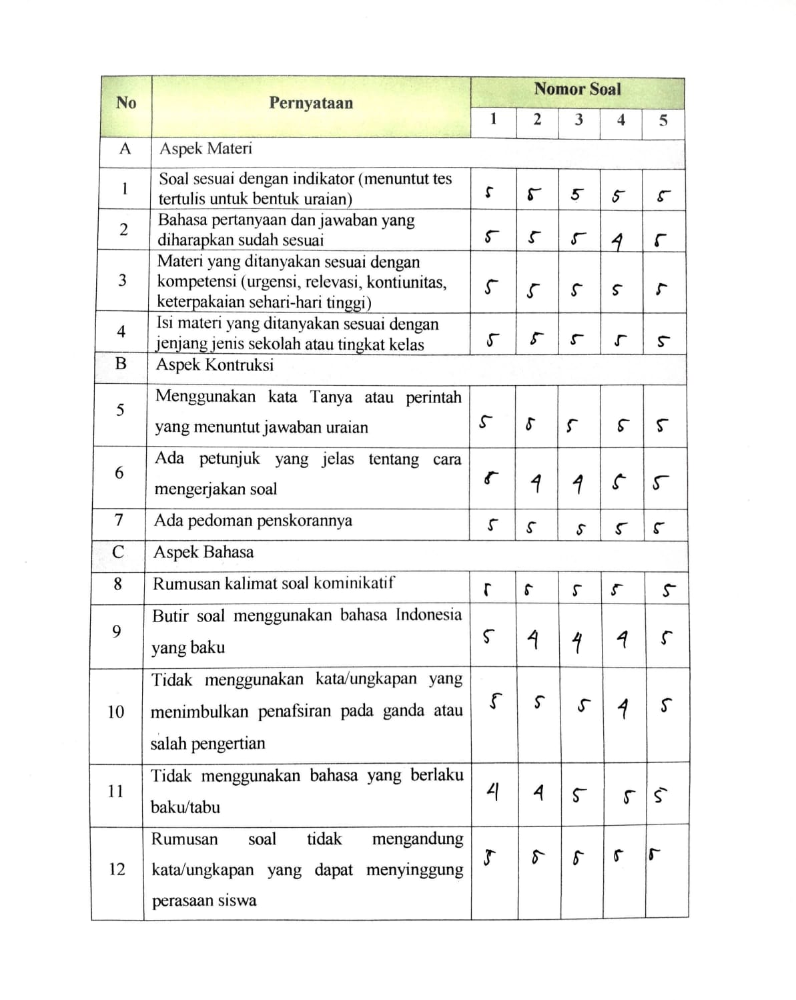 No Pernyataan Nomor Soal
1 2 3 4 5
A Aspek Materi
1 Soal sesuai dengan indikator (menuntut tes
tertulis untuk bentuk uraian) 5 5 5 5 5
2 Bahasa pertanyaan dan jawaban yang
diharapkan sudah sesuai 5 5 5 4 5
3 Materi yang ditanyakan sesuai dengan
kompetensi (urgensi, relevasi, kontiunitas,
keterpakaian sehari-hari tinggi) 5 5 5 5 5
4 Isi materi yang ditanyakan sesuai dengan
jenjang jenis sekolah atau tingkat kelas 5 5 5 5 5
B Aspek Kontruksi
5 Menggunakan kata Tanya atau perintah
yang menuntut jawaban uraian 5 5 5 5 5
6 Ada petunjuk yang jelas tentang cara
mengerjakan soal 5 4 4 5 5
7 Ada pedoman penskorannya 5 5 5 5 5
C Aspek Bahasa
8 Rumusan kalimat soal kominikatif 5 5 5 5 5
9 Butir soal menggunakan bahasa Indonesia
yang baku 5 4 4 4 5
Tidak menggunakan kata/ungkapan yang
10 menimbulkan penafsiran pada ganda atau 5 5 5 4 5
salah pengertian
11 Tidak menggunakan bahasa yang berlaku
baku/tabu 4 4 5 5 5
Rumusan soal tidak mengandung
12 kata/ungkapan yang dapat menyinggung 5 5 5 5 5
perasaan siswa